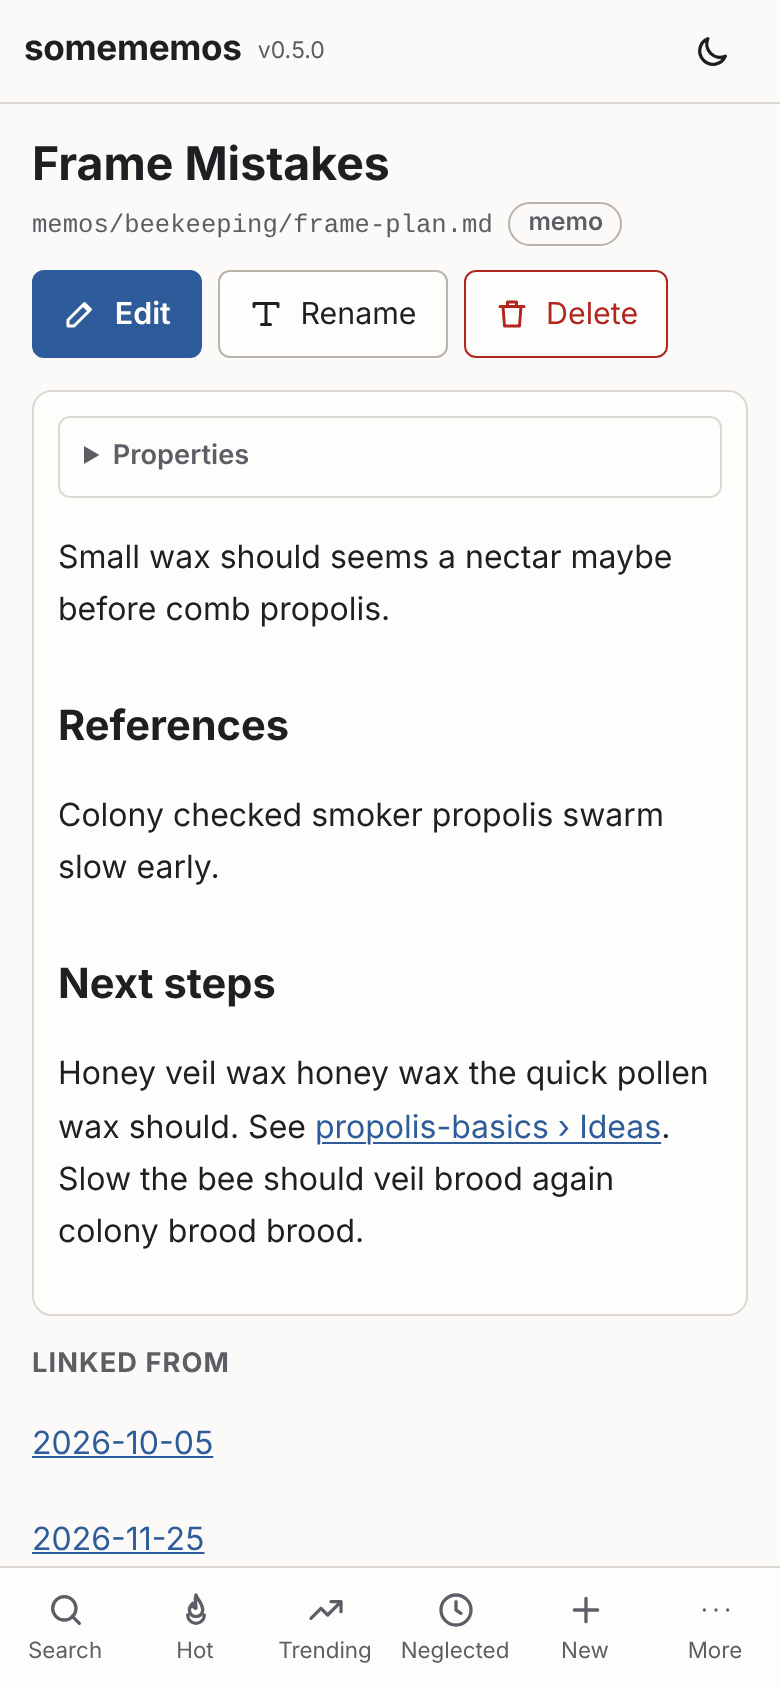 somememos v0.5.0
Frame Mistakes
memos/beekeeping/frame-plan.md memo
Edit Rename Delete
Properties
Small wax should seems a nectar maybe
before comb propolis.
References
Colony checked smoker propolis swarm
slow early.
Next steps
Honey veil wax honey wax the quick pollen
wax should. See propolis-basics › Ideas.
Slow the bee should veil brood again
colony brood brood.
LINKED FROM
2026-10-05
2026-11-25
Search Hot Trending Neglected New More